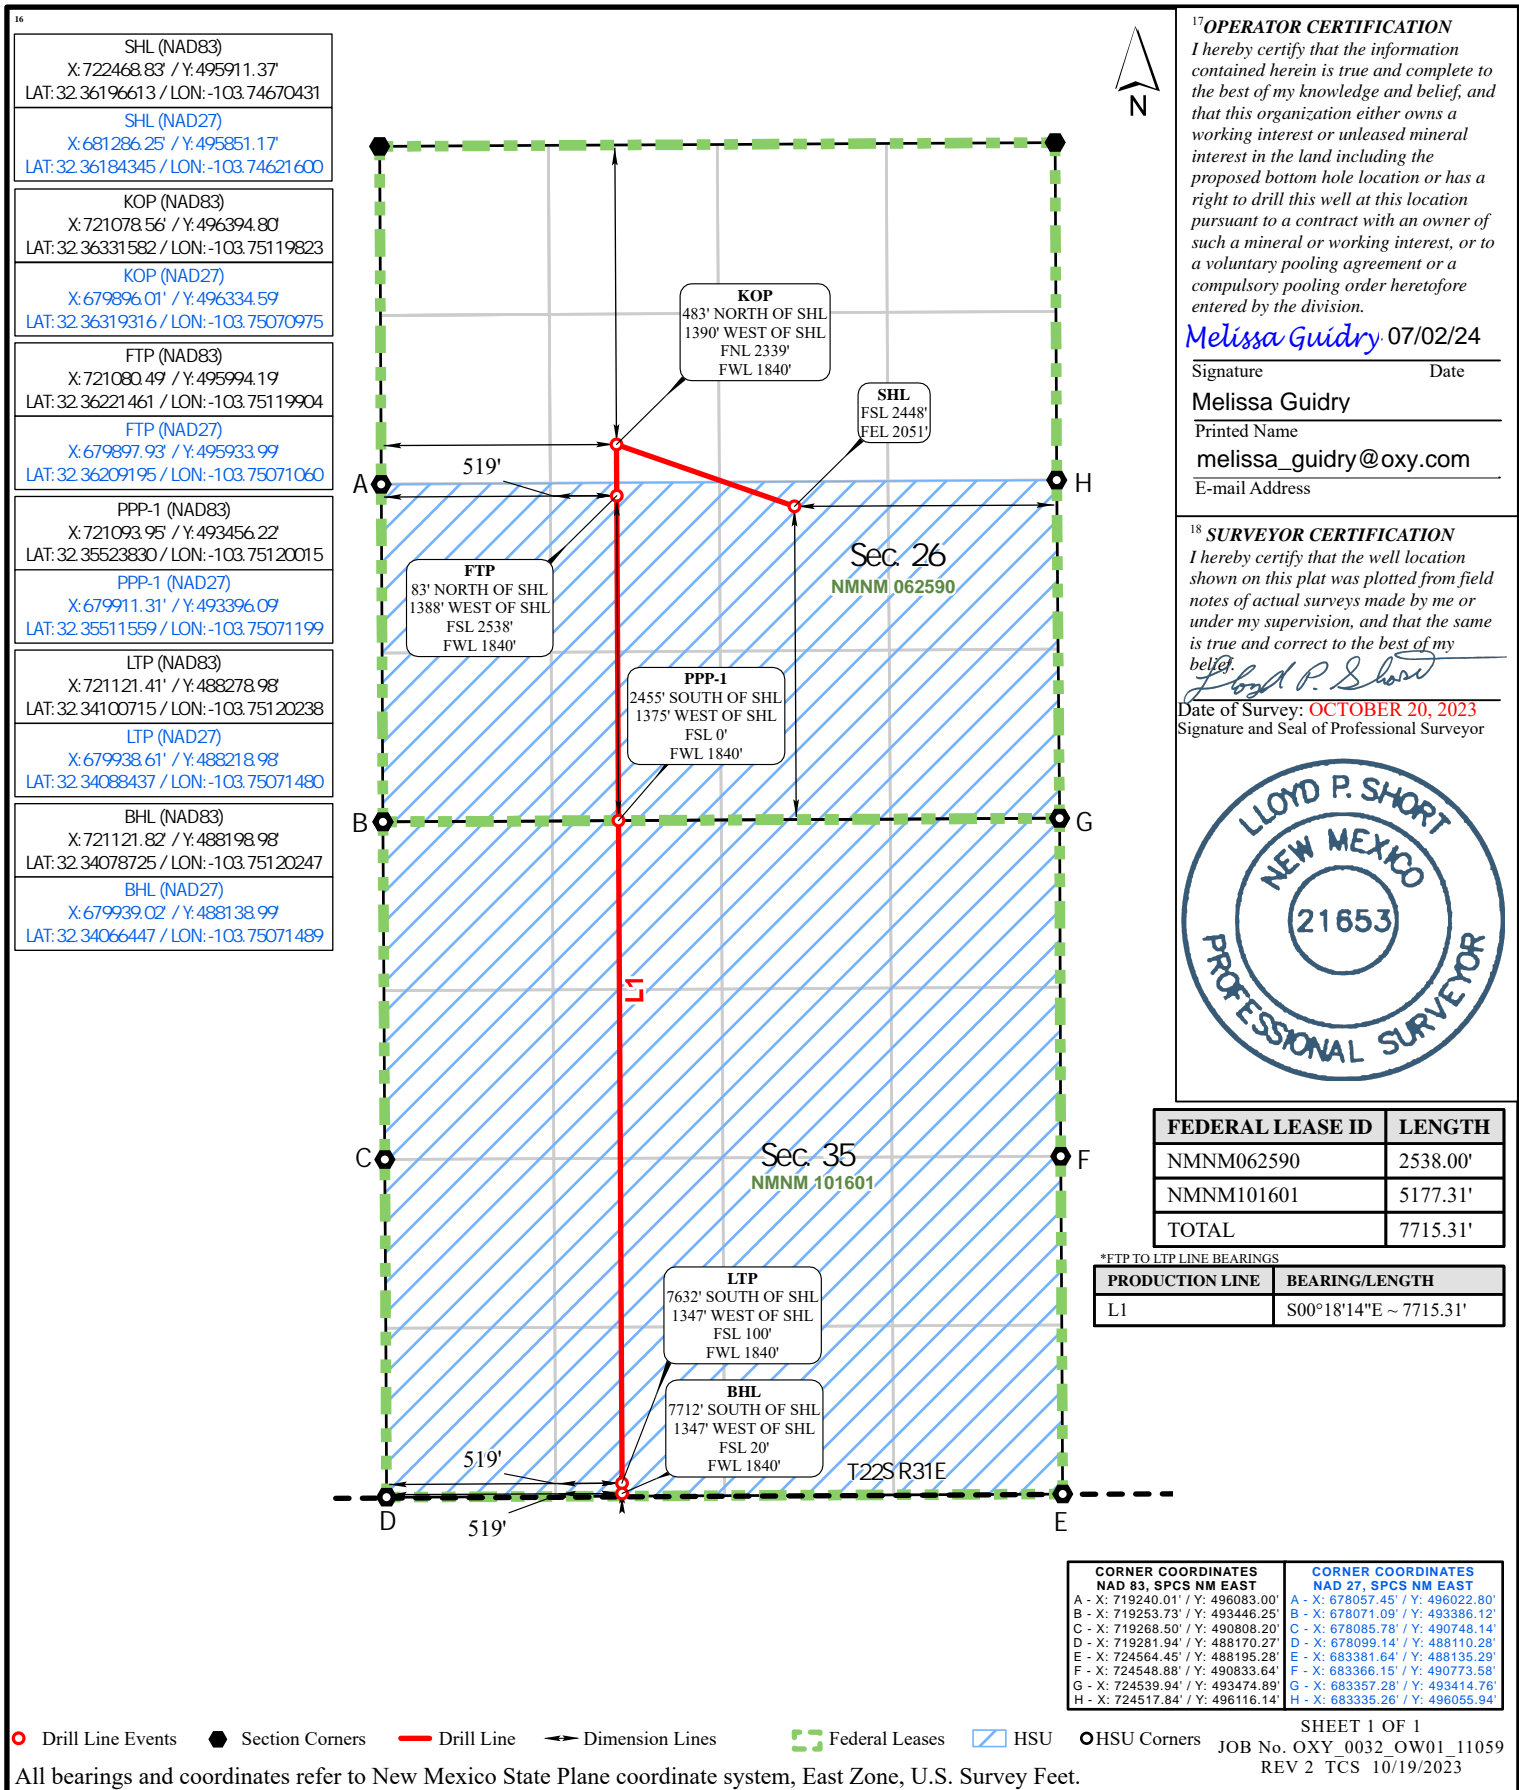 16
SHL (NAD83)
X: 722468.83' / Y: 495911.37'
LAT: 32.36196613 / LON: -103.74670431
SHL (NAD27)
X: 681286.25' / Y: 495851.17'
LAT: 32.36184345 / LON: -103.74621600
KOP (NAD83)
X: 721078.56' / Y: 496394.80'
LAT: 32.36331582 / LON: -103.75119823
KOP (NAD27)
X: 679896.01' / Y: 496334.59'
LAT: 32.36319316 / LON: -103.75070975
FTP (NAD83)
X: 721080.49' / Y: 495994.19'
LAT: 32.36221461 / LON: -103.75119904
FTP (NAD27)
X: 679897.93' / Y: 495933.99'
LAT: 32.36209195 / LON: -103.75071060
PPP-1 (NAD83)
X: 721093.95' / Y: 493456.22'
LAT: 32.35523830 / LON: -103.75120015
PPP-1 (NAD27)
X: 679911.31' / Y: 493396.09'
LAT: 32.35511559 / LON: -103.75071199
LTP (NAD83)
X: 721121.41' / Y: 488278.98'
LAT: 32.34100715 / LON: -103.75120238
LTP (NAD27)
X: 679938.61' / Y: 488218.98'
LAT: 32.34088437 / LON: -103.75071480
BHL (NAD83)
X: 721121.82' / Y: 488198.98'
LAT: 32.34078725 / LON: -103.75120247
BHL (NAD27)
X: 679939.02' / Y: 488138.99'
LAT: 32.34066447 / LON: -103.75071489
N
KOP
483' NORTH OF SHL
1390' WEST OF SHL
FNL 2339'
FWL 1840'
SHL
FSL 2448'
FEL 2051'
519'
A
H
Sec. 26
NMNM 062590
FTP
83' NORTH OF SHL
1388' WEST OF SHL
FSL 2538'
FWL 1840'
PPP-1
2455' SOUTH OF SHL
1375' WEST OF SHL
FSL 0'
FWL 1840'
B
G
L1
C
F
Sec. 35
NMNM 101601
LTP
7632' SOUTH OF SHL
1347' WEST OF SHL
FSL 100'
FWL 1840'
BHL
7712' SOUTH OF SHL
1347' WEST OF SHL
FSL 20'
FWL 1840'
519'
T22S R31E
D
519'
E
17 OPERATOR CERTIFICATION
I hereby certify that the information
contained herein is true and complete to
the best of my knowledge and belief, and
that this organization either owns a
working interest or unleased mineral
interest in the land including the
proposed bottom hole location or has a
right to drill this well at this location
pursuant to a contract with an owner of
such a mineral or working interest, or to
a voluntary pooling agreement or a
compulsory pooling order heretofore
entered by the division.
Melissa Guidry 07/02/24
Signature Date
Melissa Guidry
Printed Name
melissa_guidry@oxy.com
E-mail Address
18 SURVEYOR CERTIFICATION
I hereby certify that the well location
shown on this plat was plotted from field
notes of actual surveys made by me or
under my supervision, and that the same
is true and correct to the best of my
belief.
Lloyd P. Short
Date of Survey: OCTOBER 20, 2023
Signature and Seal of Professional Surveyor
LLOYD P. SHORT
NEW MEXICO
21653
PROFESSIONAL SURVEYOR
FEDERAL LEASE ID LENGTH
NMNM062590 2538.00'
NMNM101601 5177.31'
TOTAL 7715.31'
*FTP TO LTP LINE BEARINGS
PRODUCTION LINE BEARING/LENGTH
L1 S00°18'14"E ~ 7715.31'
CORNER COORDINATES
NAD 83, SPCS NM EAST
A - X: 719240.01' / Y: 496083.00'
B - X: 719253.73' / Y: 493446.25'
C - X: 719268.50' / Y: 490808.20'
D - X: 719281.94' / Y: 488170.27'
E - X: 724564.45' / Y: 488195.28'
F - X: 724548.88' / Y: 490833.64'
G - X: 724539.94' / Y: 493474.89'
H - X: 724517.84' / Y: 496116.14'
CORNER COORDINATES
NAD 27, SPCS NM EAST
A - X: 678057.45' / Y: 496022.80'
B - X: 678071.09' / Y: 493386.12'
C - X: 678085.78' / Y: 490748.14'
D - X: 678099.14' / Y: 488110.28'
E - X: 683381.64' / Y: 488135.29'
F - X: 683366.15' / Y: 490773.58'
G - X: 683357.28' / Y: 493414.76'
H - X: 683335.26' / Y: 496055.94'
Drill Line Events Section Corners Drill Line Dimension Lines Federal Leases HSU HSU Corners
SHEET 1 OF 1
JOB No. OXY_0032_OW01_11059
REV 2 TCS 10/19/2023
All bearings and coordinates refer to New Mexico State Plane coordinate system, East Zone, U.S. Survey Feet.